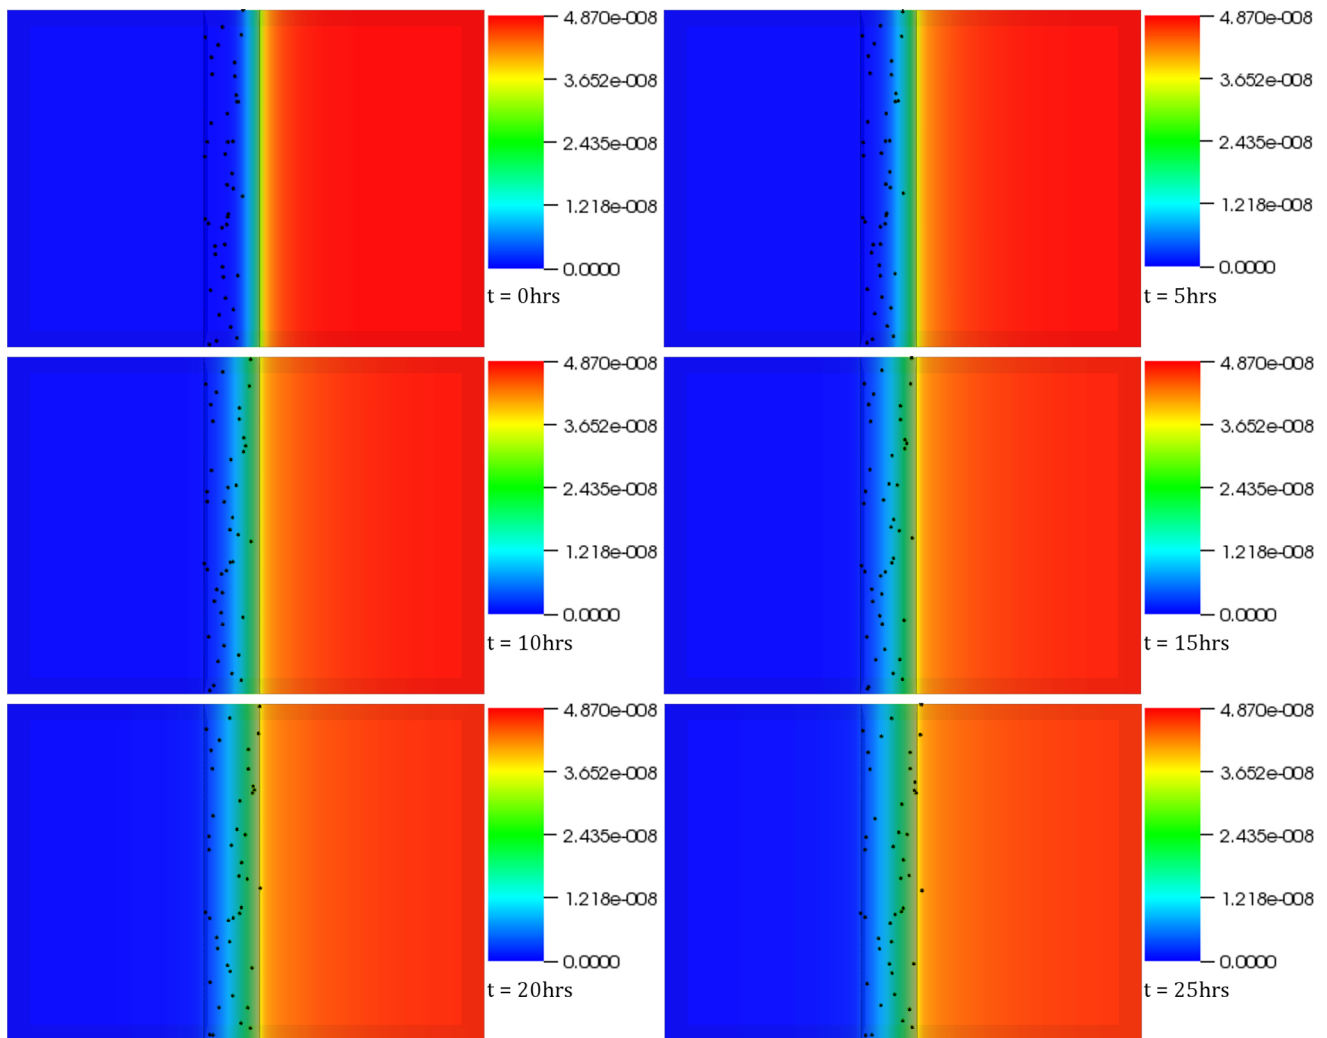 4.870e-008
3.652e-008
2.435e-008
1.218e-008
0.0000
t = 0hrs
4.870e-008
3.652e-008
2.435e-008
1.218e-008
0.0000
t = 5hrs
4.870e-008
3.652e-008
2.435e-008
1.218e-008
0.0000
t = 10hrs
4.870e-008
3.652e-008
2.435e-008
1.218e-008
0.0000
t = 15hrs
4.870e-008
3.652e-008
2.435e-008
1.218e-008
0.0000
t = 20hrs
4.870e-008
3.652e-008
2.435e-008
1.218e-008
0.0000
t = 25hrs